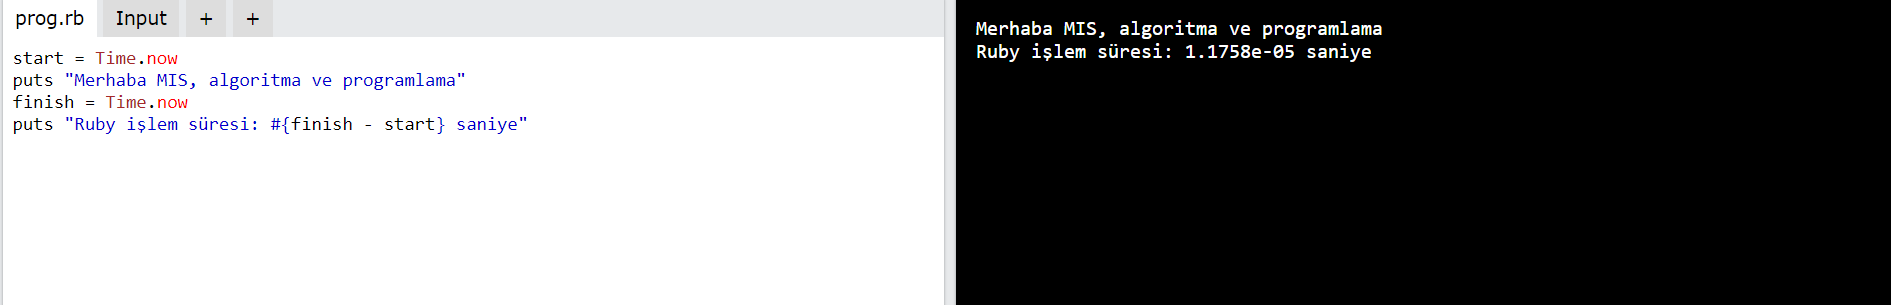 prog.rb Input + +
start = Time.now
puts "Merhaba MIS, algoritma ve programlama"
finish = Time.now
puts "Ruby işlem süresi: #{finish - start} saniye"
Merhaba MIS, algoritma ve programlama
Ruby işlem süresi: 1.1758e-05 saniye